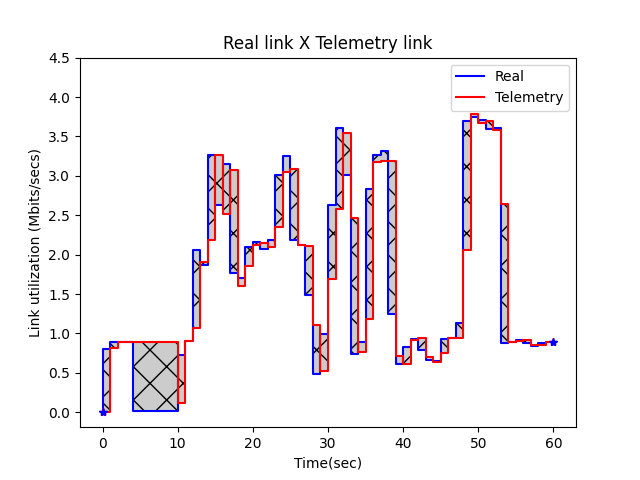 Real link X Telemetry link
Real
Telemetry
Link utilization (Mbits/secs)
4.5
4.0
3.5
3.0
2.5
2.0
1.5
1.0
0.5
0.0
0 10 20 30 40 50 60
Time(sec)